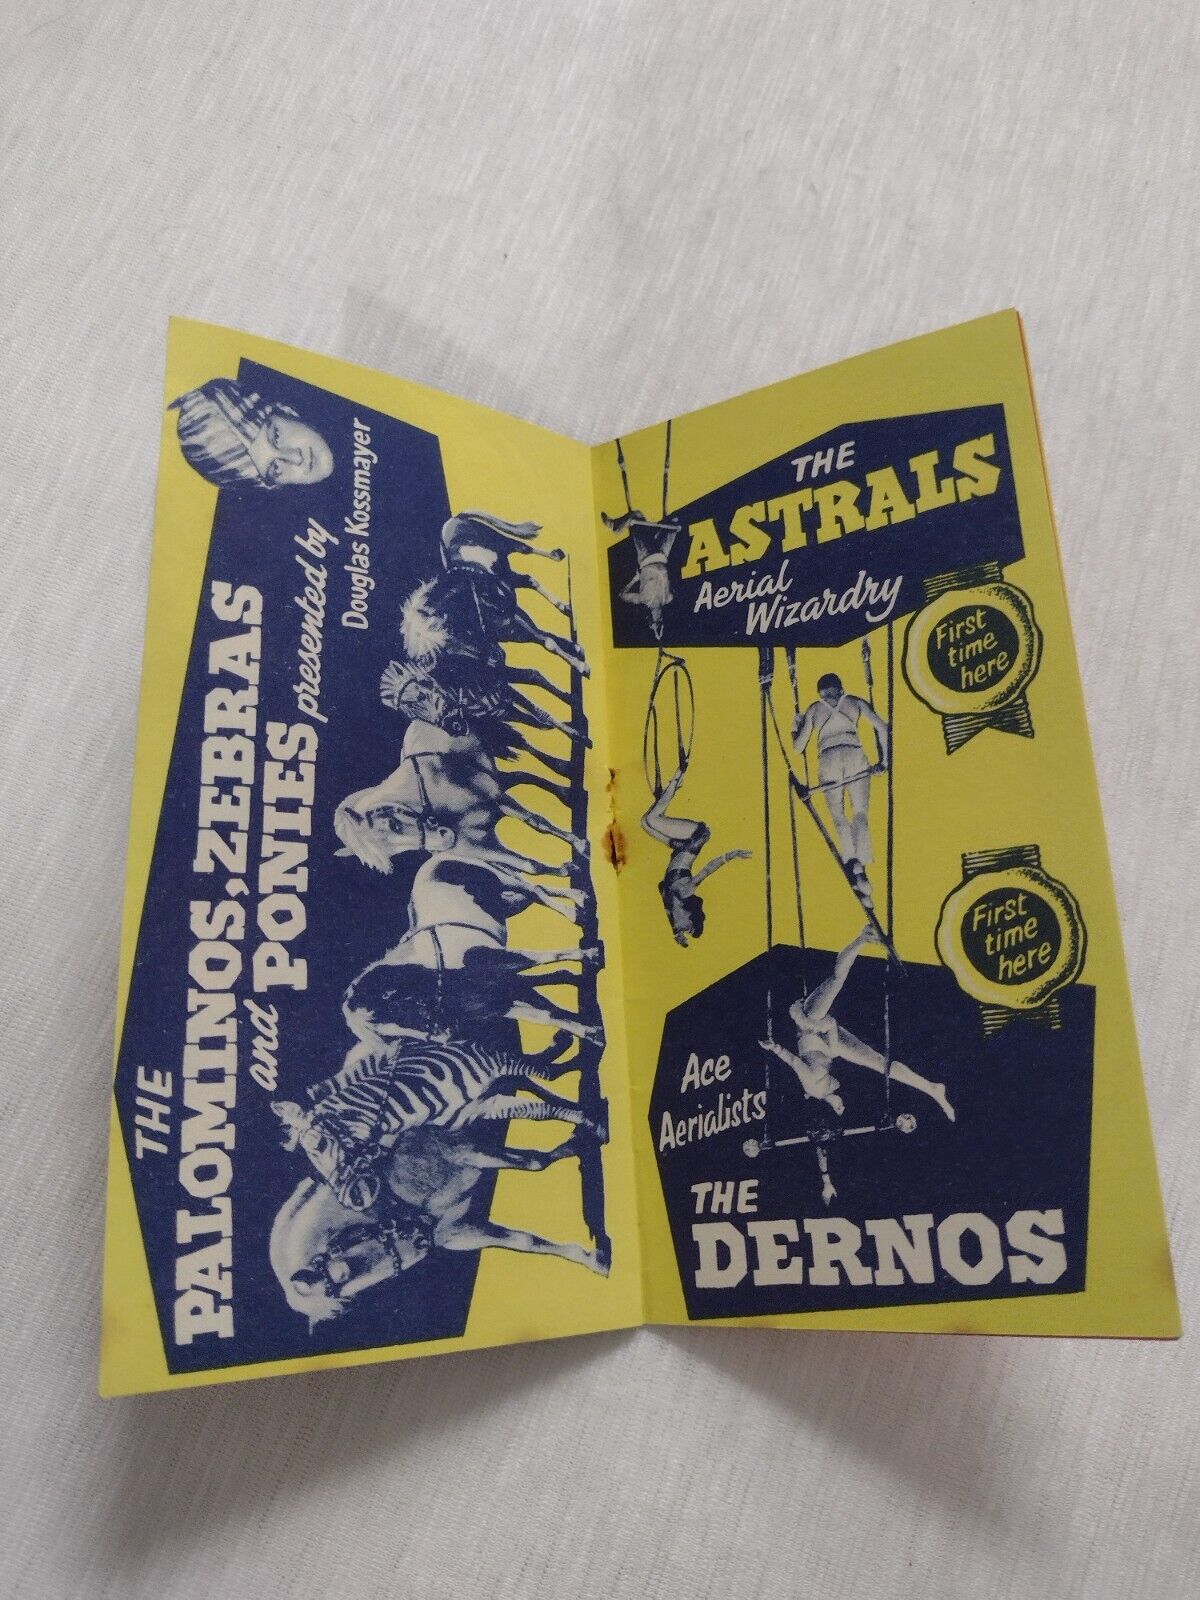 THE
PALOMINOS, ZEBRAS
and PONIES presented by
Douglas Kossmayer
THE
ASTRALS
Aerial
Wizardry
First
time
here
First
time
here
Ace
Aerialists
THE
DERNOS